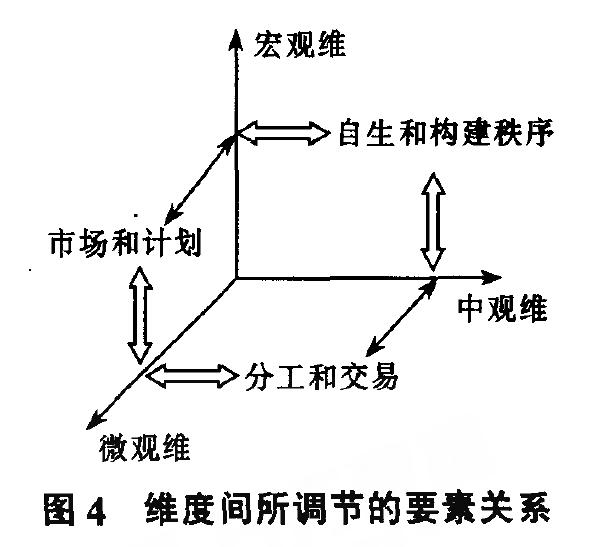 宏观维
自生和构建秩序
市场和计划
中观维
分工和交易
微观维
图4 维度间所调节的要素关系